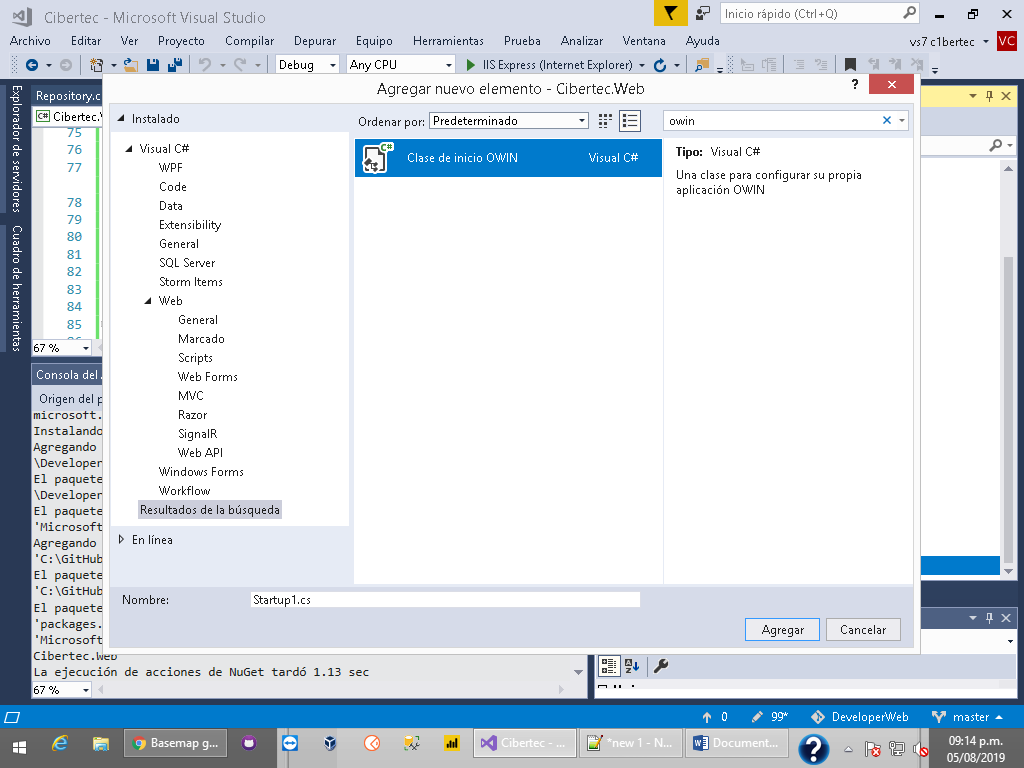 Cibertec - Microsoft Visual Studio
Inicio rápido (Ctrl+Q)
Archivo Editar Ver Proyecto Compilar Depurar Equipo Herramientas Prueba Analizar Ventana Ayuda
vs7 c1bertec VC
Debug Any CPU IIS Express (Internet Explorer)
Explorador de servidores
Cuadro de herramientas
Repository.c
C# Cibertec.
75
76
77
78
79
80
81
82
83
84
85
67 %
Agregar nuevo elemento - Cibertec.Web
?
Instalado
Ordenar por: Predeterminado
owin
Visual C#
WPF
Code
Data
Extensibility
General
SQL Server
Storm Items
Web
General
Marcado
Scripts
Web Forms
MVC
Razor
SignalR
Web API
Windows Forms
Workflow
Resultados de la búsqueda
En línea
C# Clase de inicio OWIN Visual C#
Tipo: Visual C#
Una clase para configurar su propia
aplicación OWIN
Nombre: Startup1.cs
Agregar Cancelar
Consola del
Origen del p
microsoft.
Instalando
Agregando
\Developer
El paquete
\Developer
El paquete
'Microsoft
Agregando
'C:\GitHub
El paquete
'C:\GitHub
El paquete
'packages.
'Microsoft
Cibertec.Web
La ejecución de acciones de NuGet tardó 1.13 sec
67 %
0 99* DeveloperWeb master
Basemap g...
Cibertec - ...
*new 1 - N...
Document...
09:14 p.m.
05/08/2019